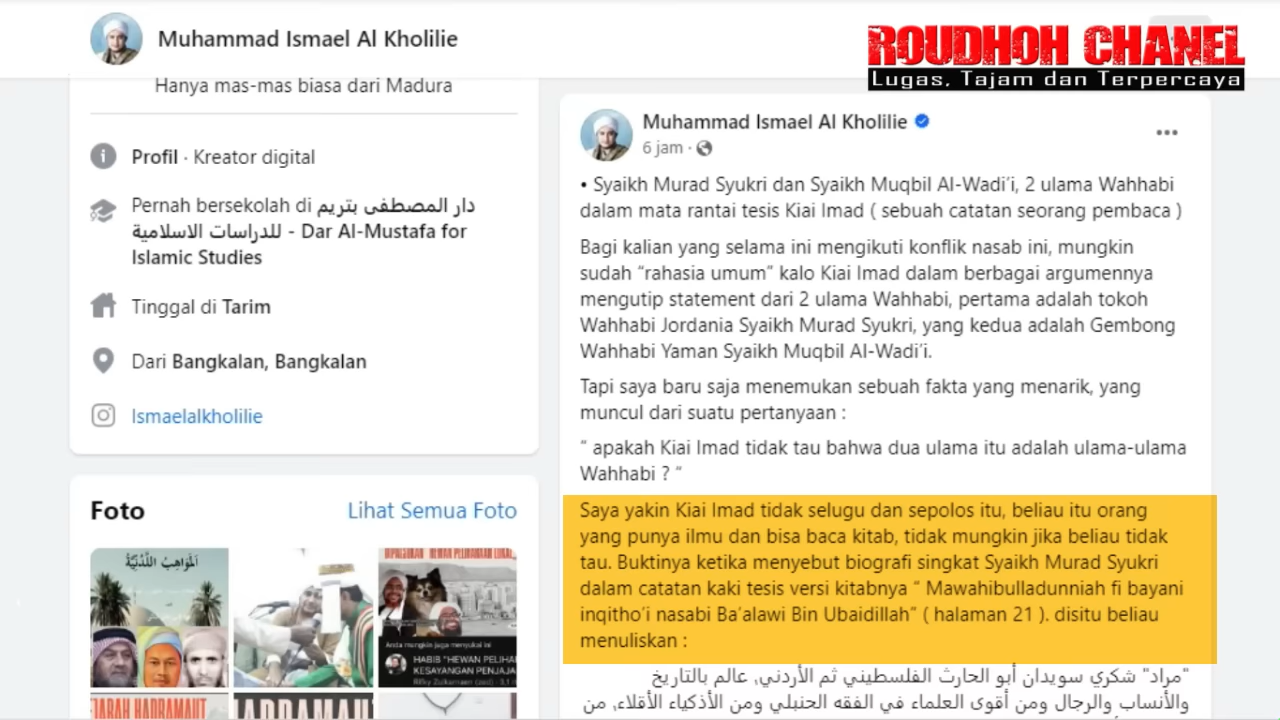 Muhammad Ismael Al Kholilie
ROUDHOH CHANEL
Lugas, Tajam dan Terpercaya
Hanya mas-mas biasa dari Madura
Profil · Kreator digital
Pernah bersekolah di دار المصطفى بتريم
للدراسات الاسلامية - Dar Al-Mustafa for
Islamic Studies
Tinggal di Tarim
Dari Bangkalan, Bangkalan
Ismaelalkholilie
Foto
Lihat Semua Foto
Anda mungkin juga menyukai ini
HABIB "HEWAN PELIHA
KESAYANGAN PENJAJA
Muhammad Ismael Al Kholilie
6 jam ·
• Syaikh Murad Syukri dan Syaikh Muqbil Al-Wadi’i, 2 ulama Wahhabi
dalam mata rantai tesis Kiai Imad ( sebuah catatan seorang pembaca )
Bagi kalian yang selama ini mengikuti konflik nasab ini, mungkin
sudah “rahasia umum” kalo Kiai Imad dalam berbagai argumennya
mengutip statement dari 2 ulama Wahhabi, pertama adalah tokoh
Wahhabi Jordania Syaikh Murad Syukri, yang kedua adalah Gembong
Wahhabi Yaman Syaikh Muqbil Al-Wadi’i.
Tapi saya baru saja menemukan sebuah fakta yang menarik, yang
muncul dari suatu pertanyaan :
“ apakah Kiai Imad tidak tau bahwa dua ulama itu adalah ulama-ulama
Wahhabi ? “
Saya yakin Kiai Imad tidak selugu dan sepolos itu, beliau itu orang
yang punya ilmu dan bisa baca kitab, tidak mungkin jika beliau tidak
tau. Buktinya ketika menyebut biografi singkat Syaikh Murad Syukri
dalam catatan kaki tesis versi kitabnya “ Mawahibulladunniah fi bayani
inqitho’i nasabi Ba’alawi Bin Ubaidillah” ( halaman 21 ). disitu beliau
menuliskan :
"مراد" شكري سويدان أبو الحارث الفلسطيني ثم الأردني، عالم بالتاريخ
والأنساب والرجال ومن أقوى العلماء في الفقه الحنبلي ومن الأذكياء الأقلاء، من